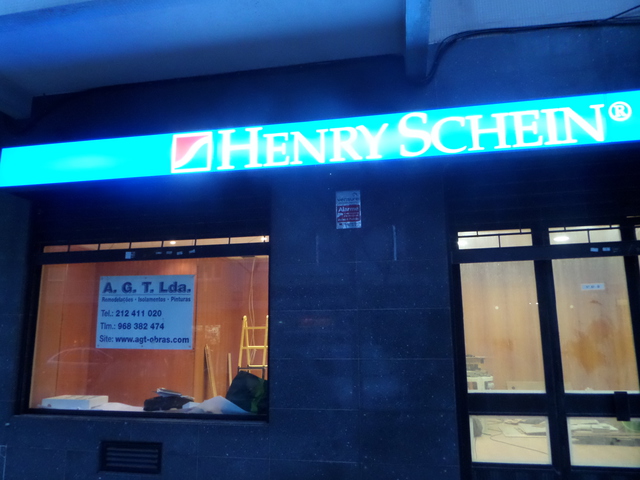 HENRY SCHEIN®
Alarme
A. G. T. Lda.
Remodelações - Isolamentos - Pinturas
Tel.: 212 411 020
Tlm.: 968 382 474
Site: www.agt-obras.com